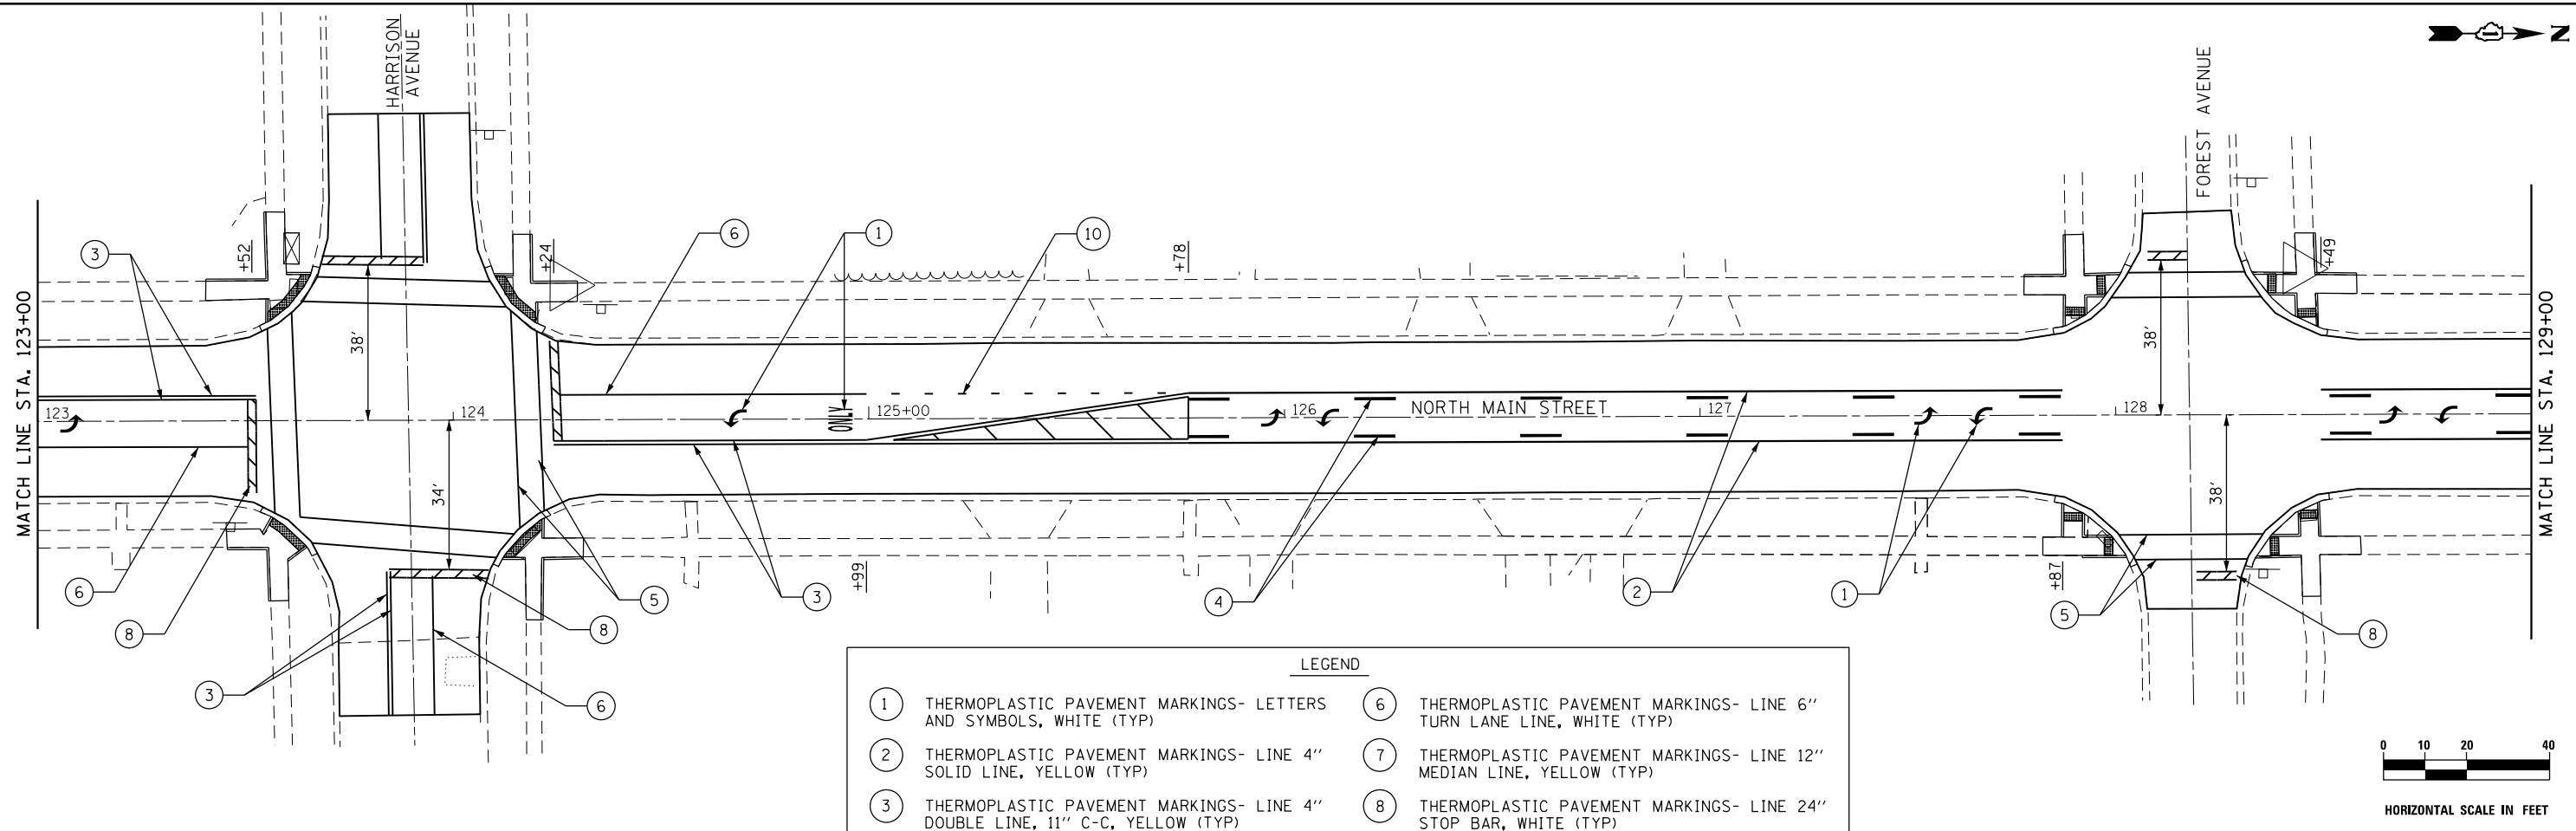 HARRISON
AVENUE
FOREST AVENUE
N
MATCH LINE STA. 123+00
MATCH LINE STA. 129+00
3
+52
+24
6
1
10
+78
+49
38'
38'
123
124
ONLY
125+00
126
NORTH MAIN STREET
127
128
34'
38'
6
8
5
3
+99
4
2
1
+87
5
8
8
3
6
LEGEND
1 THERMOPLASTIC PAVEMENT MARKINGS- LETTERS
AND SYMBOLS, WHITE (TYP)
2 THERMOPLASTIC PAVEMENT MARKINGS- LINE 4''
SOLID LINE, YELLOW (TYP)
3 THERMOPLASTIC PAVEMENT MARKINGS- LINE 4''
DOUBLE LINE, 11'' C-C, YELLOW (TYP)
6 THERMOPLASTIC PAVEMENT MARKINGS- LINE 6''
TURN LANE LINE, WHITE (TYP)
7 THERMOPLASTIC PAVEMENT MARKINGS- LINE 12''
MEDIAN LINE, YELLOW (TYP)
8 THERMOPLASTIC PAVEMENT MARKINGS- LINE 24''
STOP BAR, WHITE (TYP)
0 10 20 40
HORIZONTAL SCALE IN FEET